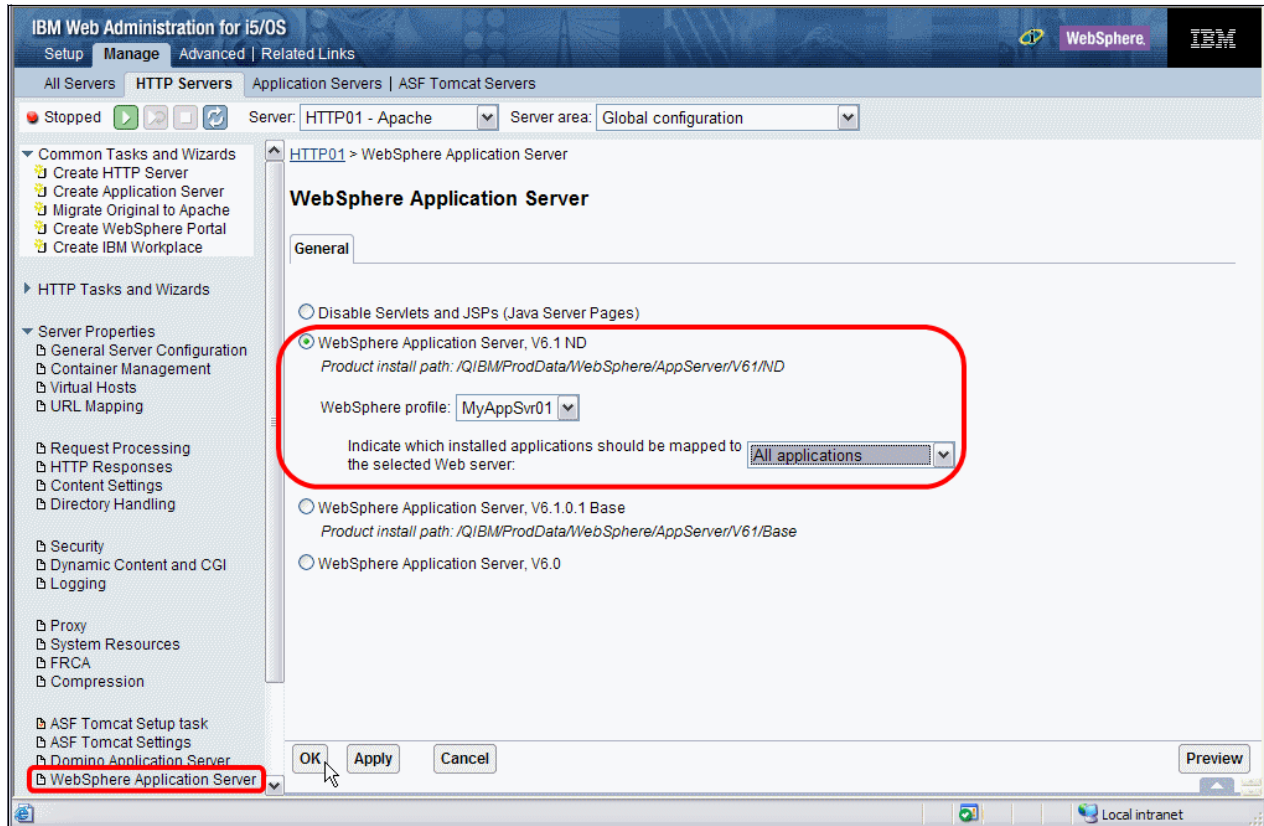 IBM Web Administration for i5/OS
Setup Manage Advanced | Related Links
WebSphere.
IBM
All Servers HTTP Servers Application Servers | ASF Tomcat Servers
Stopped Server: HTTP01 - Apache Server area: Global configuration
Common Tasks and Wizards
Create HTTP Server
Create Application Server
Migrate Original to Apache
Create WebSphere Portal
Create IBM Workplace
HTTP Tasks and Wizards
Server Properties
General Server Configuration
Container Management
Virtual Hosts
URL Mapping
Request Processing
HTTP Responses
Content Settings
Directory Handling
Security
Dynamic Content and CGI
Logging
Proxy
System Resources
FRCA
Compression
ASF Tomcat Setup task
ASF Tomcat Settings
Domino Application Server
WebSphere Application Server
HTTP01 > WebSphere Application Server
WebSphere Application Server
General
Disable Servlets and JSPs (Java Server Pages)
WebSphere Application Server, V6.1 ND
Product install path: /QIBM/ProdData/WebSphere/AppServer/V61/ND
WebSphere profile: MyAppSvr01
Indicate which installed applications should be mapped to
the selected Web server:
All applications
WebSphere Application Server, V6.1.0.1 Base
Product install path: /QIBM/ProdData/WebSphere/AppServer/V61/Base
WebSphere Application Server, V6.0
OK Apply Cancel Preview
Local intranet